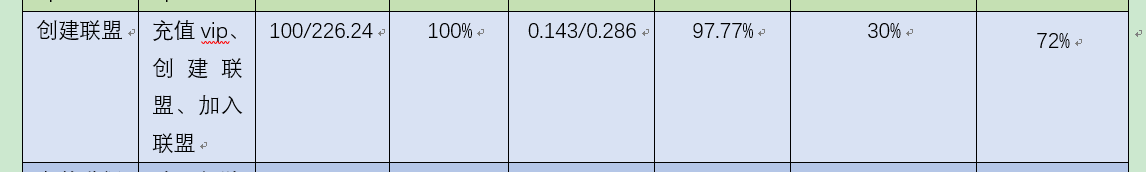 创建联盟 充值 vip、 100/226.24 100% 0.143/0.286 97.77% 30% 72%
创建联
盟、加入
联盟